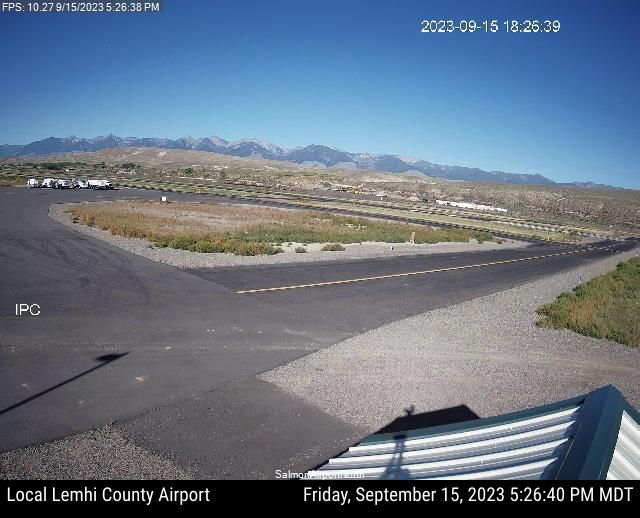 FPS: 10.27 9/15/2023 5:26:38 PM
2023-09-15 18:26:39
IPC
Local Lemhi County Airport
Friday, September 15, 2023 5:26:40 PM MDT